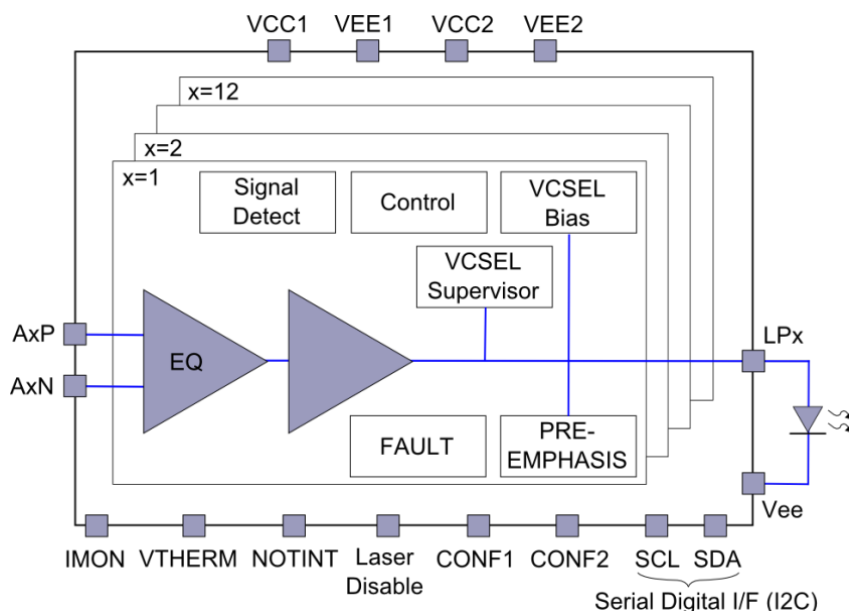 VCC1 VEE1 VCC2 VEE2
x=12
x=2
x=1
Signal
Detect
Control
VCSEL
Bias
VCSEL
Supervisor
AxP
AxN
EQ
LPx
FAULT
PRE-
EMPHASIS
Vee
IMON VTHERM NOTINT Laser
Disable
CONF1 CONF2 SCL SDA
Serial Digital I/F (I2C)